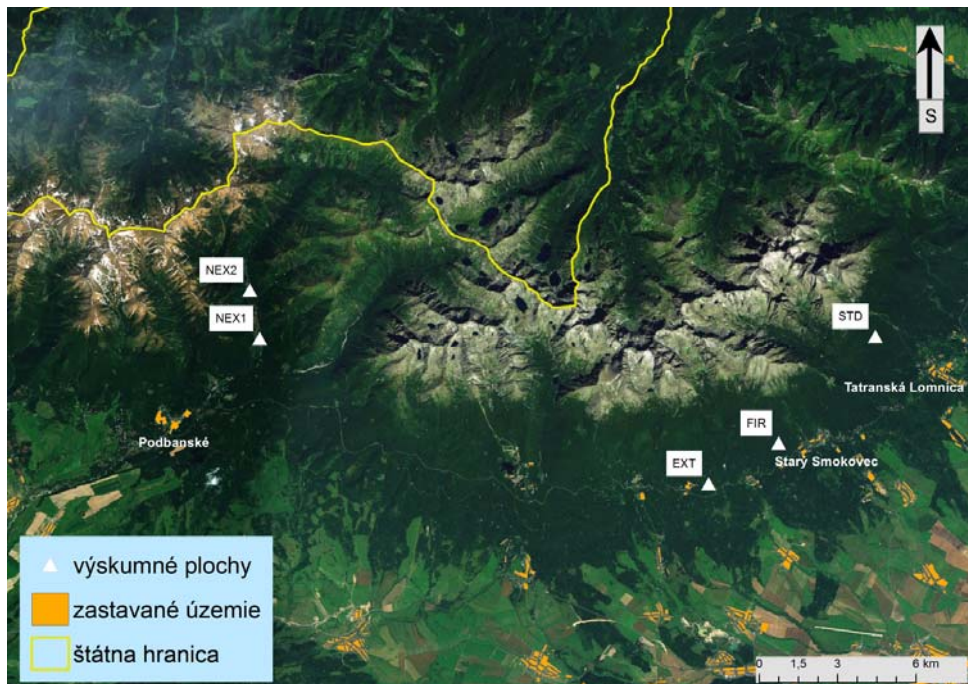 S
NEX2
NEX1
STD
Tatranská Lomnica
FIR
Podbanské
Starý Smokovec
EXT
výskumné plochy
zastavané územie
štátna hranica
0 1,5 3 6 km